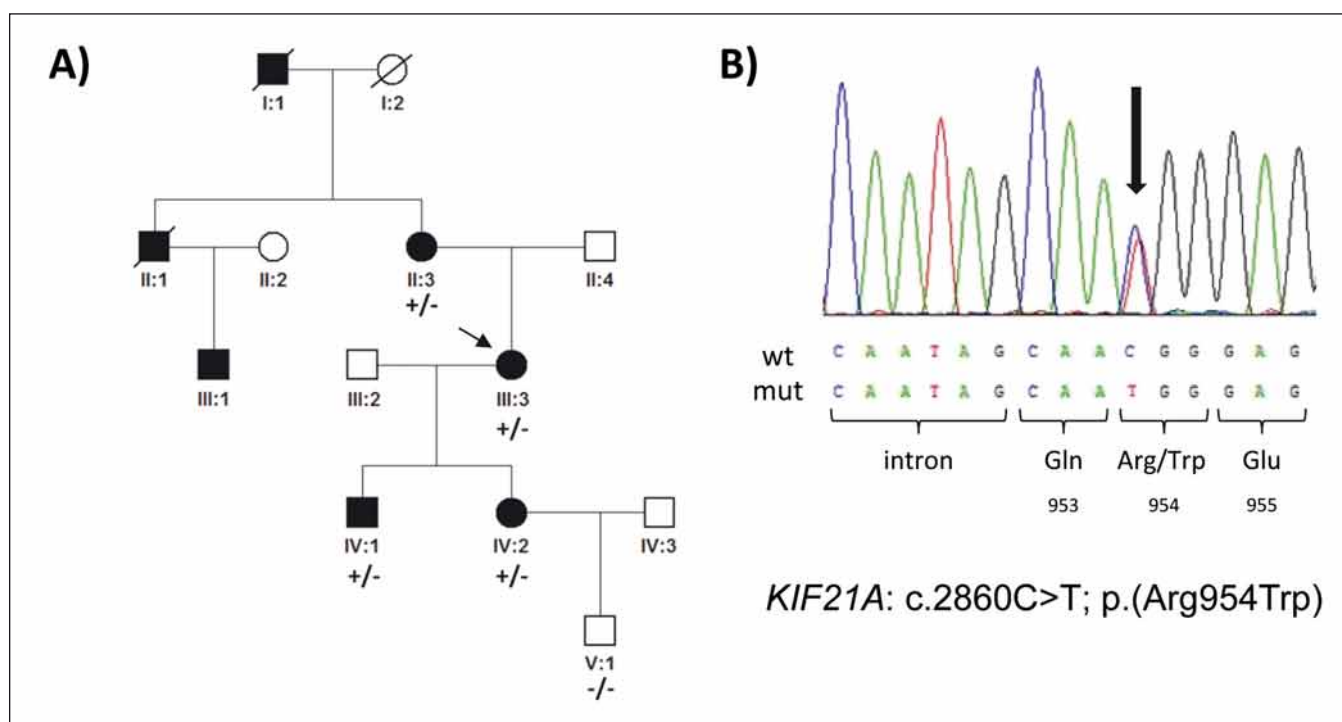 A)
I:1 I:2
II:1 II:2 II:3 II:4
+/-
III:1 III:2 III:3
+/-
IV:1 IV:2 IV:3
+/- +/-
V:1
-/-
B)
wt C A A T A G C A A C G G G A G
mut C A A T A G C A A T G G G A G
intron Gln Arg/Trp Glu
953 954 955
KIF21A: c.2860C>T; p.(Arg954Trp)